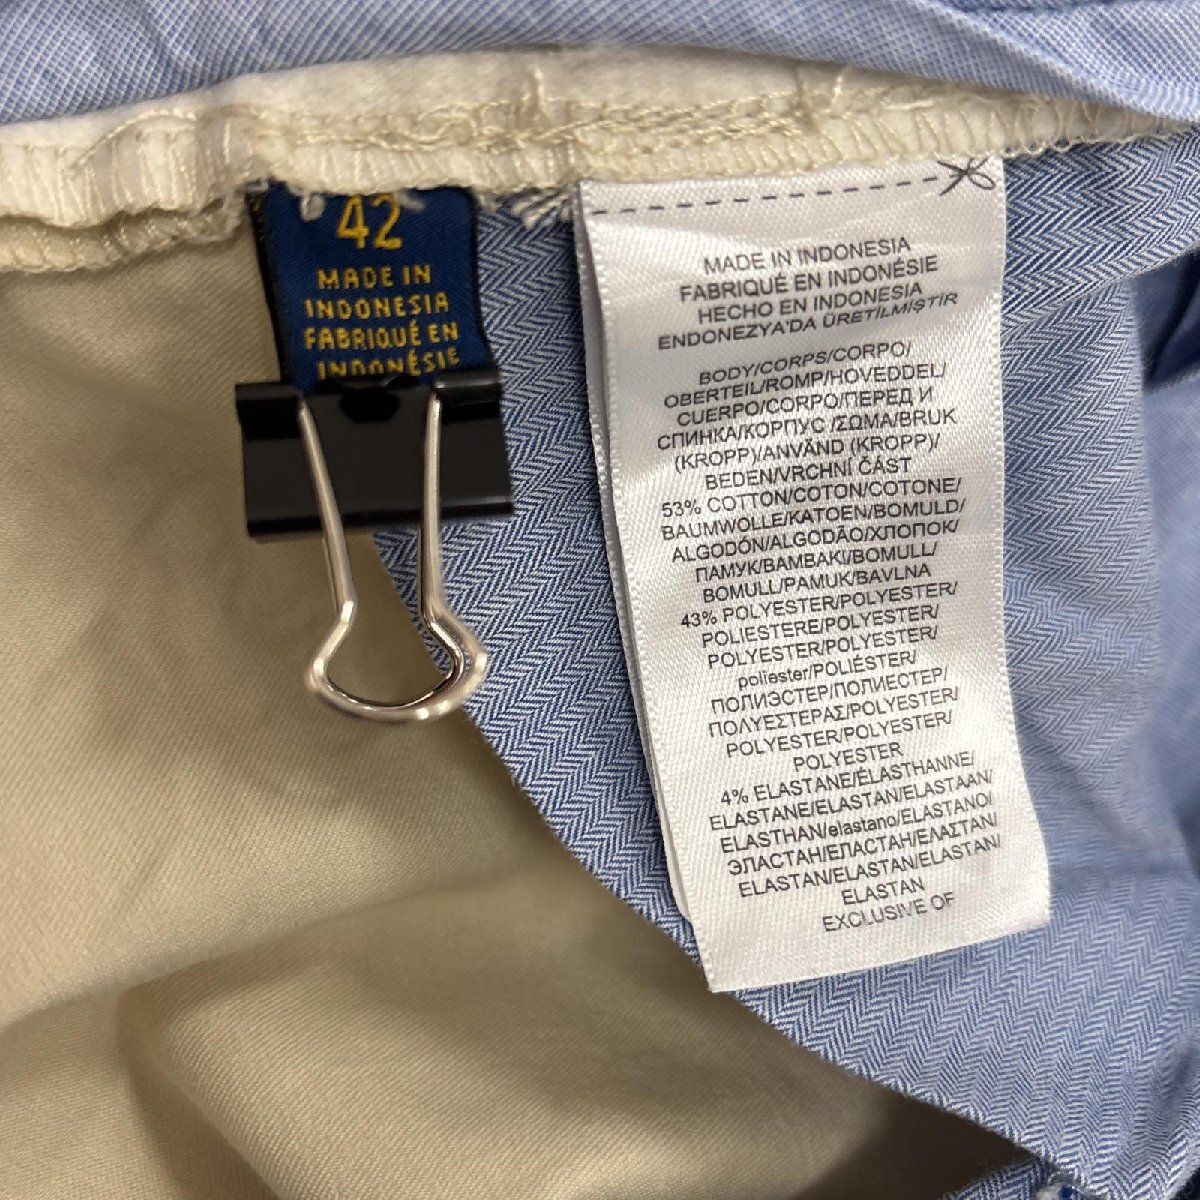 42
MADE IN
INDONESIA
FABRIQUÉ EN
INDONÉSIE
MADE IN INDONESIA
FABRIQUÉ EN INDONÉSIE
HECHO EN INDONESIA
ENDONEZYA'DA ÜRETİLMİŞTİR
BODY/CORPS/CORPO/
OBERTEIL/ROMP/HOVEDDEL/
CUERPO/CORPO/ПЕРЕД И
СПИНКА/КОРПУС /ΣΩΜΑ/BRUK
(KROPP)/ANVÄND (KROPP)/
BEDEN/VRCHNÍ ČÁST
53% COTTON/COTON/COTONE/
BAUMWOLLE/KATOEN/BOMULD/
ALGODÓN/ALGODÃO/ХЛОПОК/
ПАМУК/ΒΑΜΒΑΚΙ/BOMULL/
BOMULL/PAMUK/BAVLNA
43% POLYESTER/POLYESTER/
POLIESTERE/POLYESTER/
POLYESTER/POLYESTER/
poliester/POLIÉSTER/
ПОЛИЭСТЕР/ПОЛИЕСТЕР/
ΠΟΛΥΕΣΤΕΡΑΣ/POLYESTER/
POLYESTER/POLYESTER/
POLYESTER
4% ELASTANE/ÉLASTHANNE/
ELASTANE/ELASTAN/ELASTAAN/
ELASTHAN/elastano/ELASTANO/
ЭЛАСТАН/ЕЛАСТАН/ΕΛΑΣΤΑΝ/
ELASTAN/ELASTAN/ELASTAN/
ELASTAN
EXCLUSIVE OF